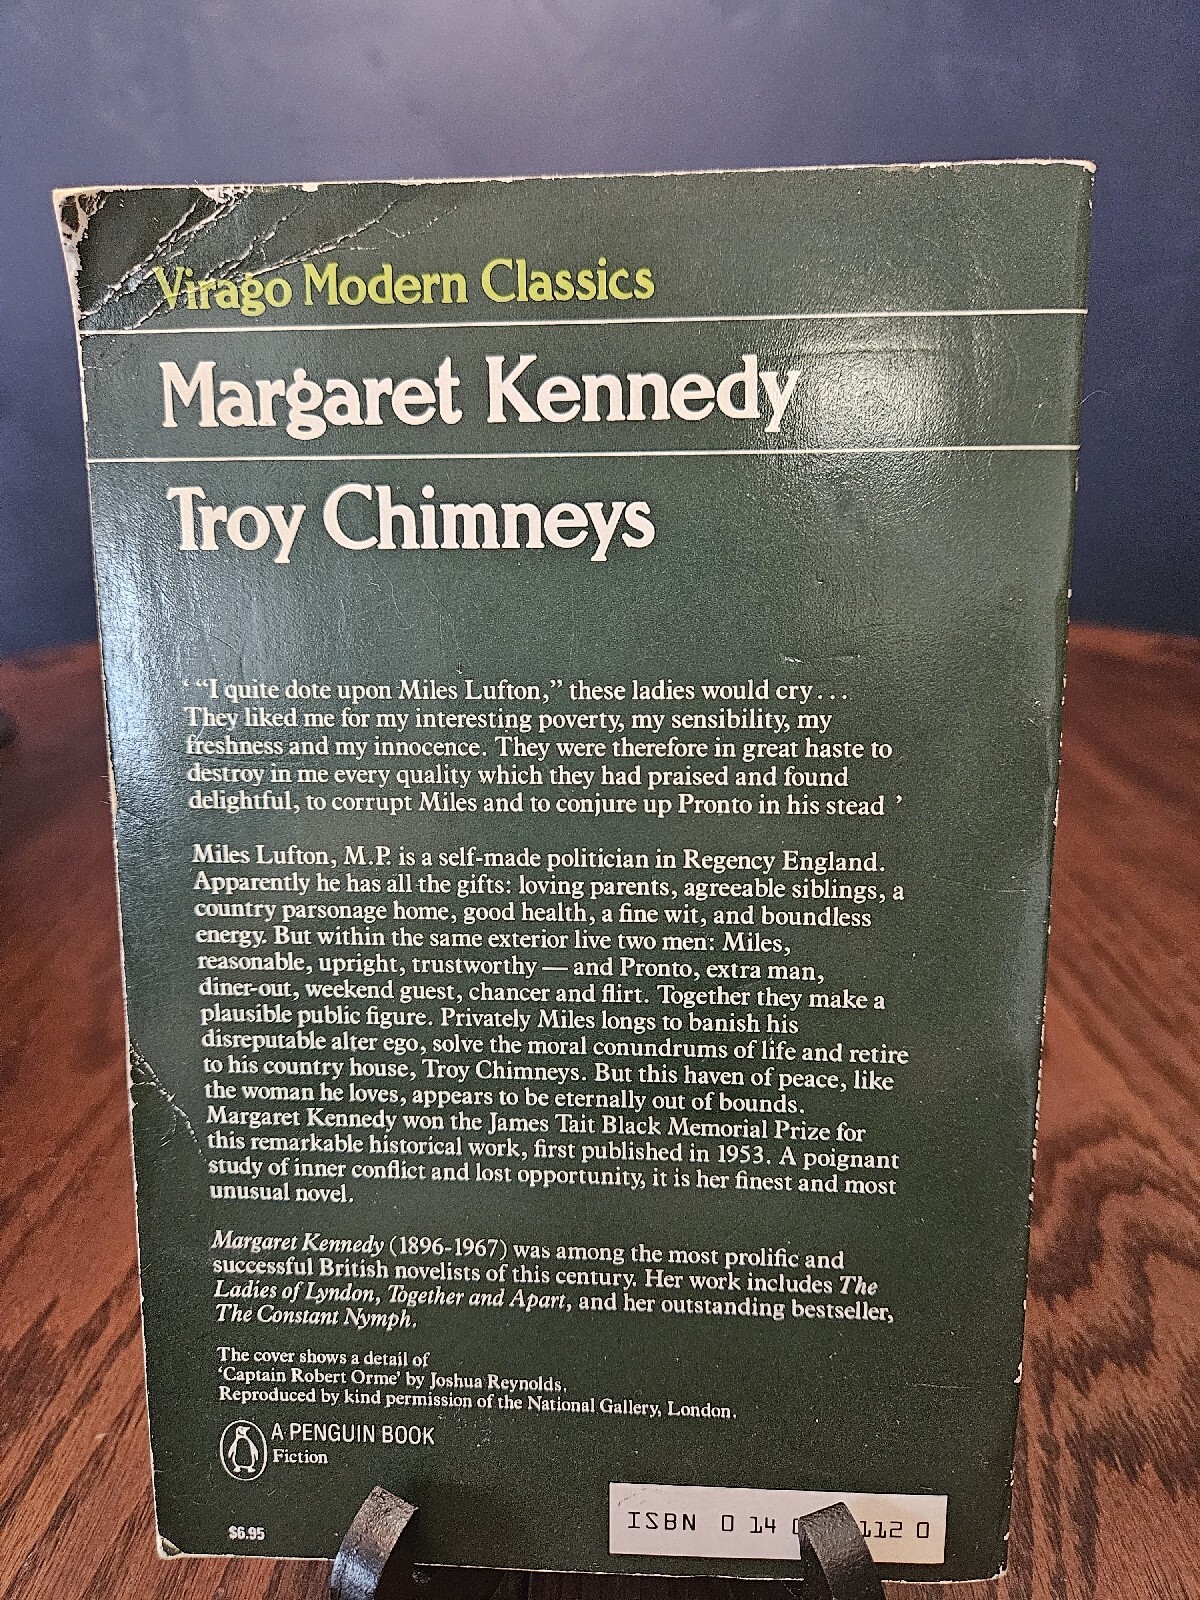 Virago Modern Classics
Margaret Kennedy
Troy Chimneys
‘ “I quite dote upon Miles Lufton,” these ladies would cry...
They liked me for my interesting poverty, my sensibility, my
freshness and my innocence. They were therefore in great haste to
destroy in me every quality which they had praised and found
delightful, to corrupt Miles and to conjure up Pronto in his stead ’
Miles Lufton, M.P. is a self-made politician in Regency England.
Apparently he has all the gifts: loving parents, agreeable siblings, a
country parsonage home, good health, a fine wit, and boundless
energy. But within the same exterior live two men: Miles,
reasonable, upright, trustworthy — and Pronto, extra man,
diner-out, weekend guest, chancer and flirt. Together they make a
plausible public figure. Privately Miles longs to banish his
disreputable alter ego, solve the moral conundrums of life and retire
to his country house, Troy Chimneys. But this haven of peace, like
the woman he loves, appears to be eternally out of bounds.
Margaret Kennedy won the James Tait Black Memorial Prize for
this remarkable historical work, first published in 1953. A poignant
study of inner conflict and lost opportunity, it is her finest and most
unusual novel.
Margaret Kennedy (1896-1967) was among the most prolific and
successful British novelists of this century. Her work includes The
Ladies of Lyndon, Together and Apart, and her outstanding bestseller,
The Constant Nymph.
The cover shows a detail of
‘Captain Robert Orme’ by Joshua Reynolds.
Reproduced by kind permission of the National Gallery, London.
A PENGUIN BOOK
Fiction
$6.95
ISBN 0 14 112 0